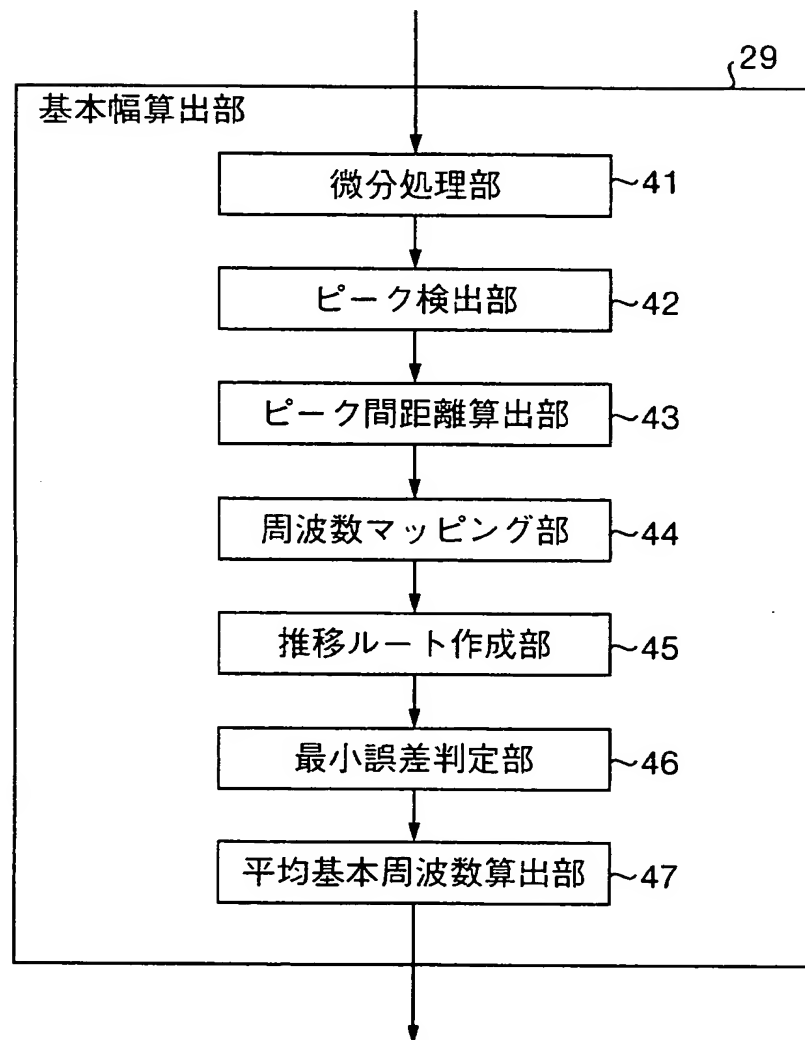 29
基本幅算出部
微分処理部 ~41
ピーク検出部 ~42
ピーク間距離算出部 ~43
周波数マッピング部 ~44
推移ルート作成部 ~45
最小誤差判定部 ~46
平均基本周波数算出部 ~47